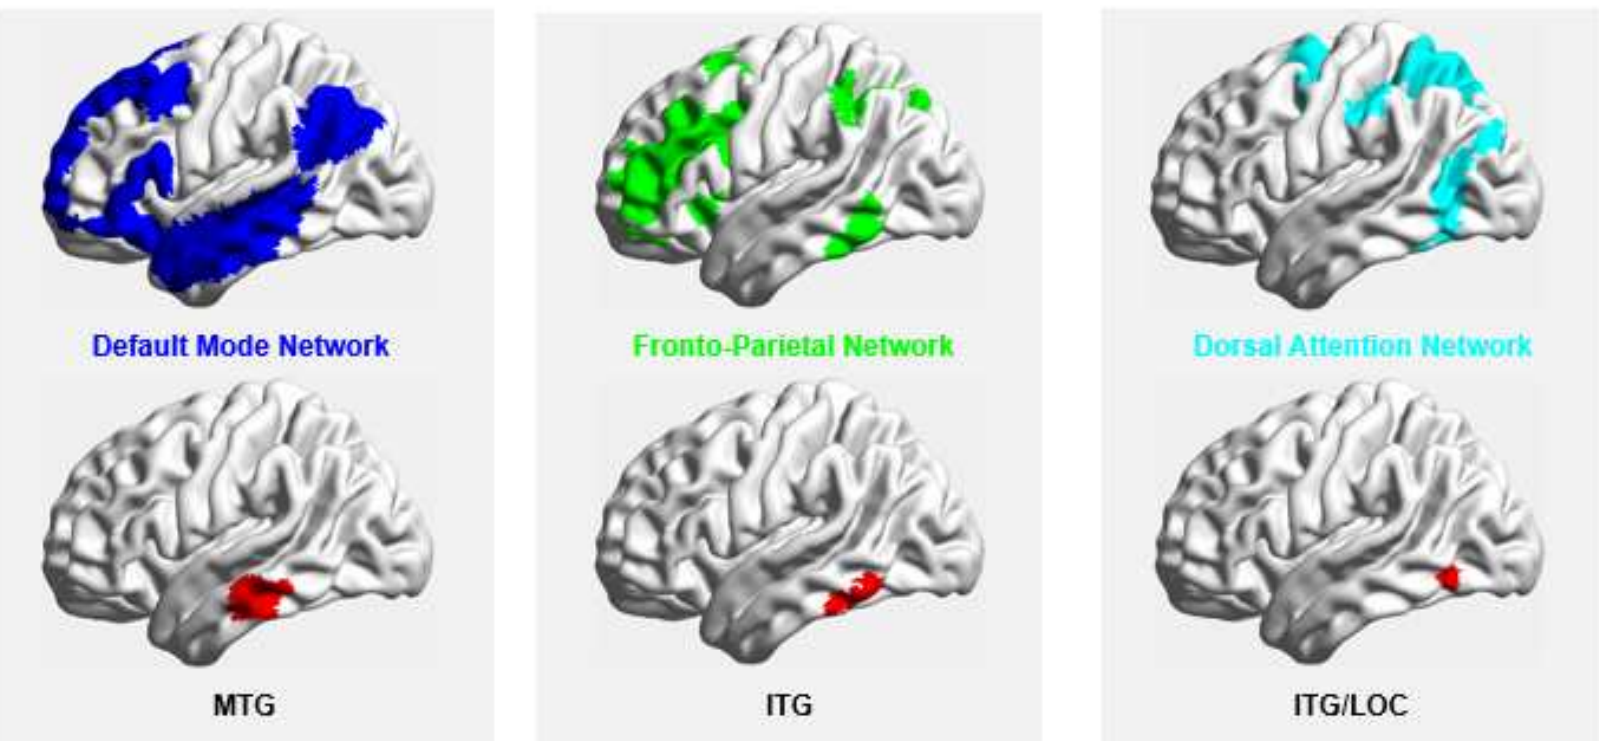 Default Mode Network
Fronto-Parietal Network
Dorsal Attention Network
MTG
ITG
ITG/LOC